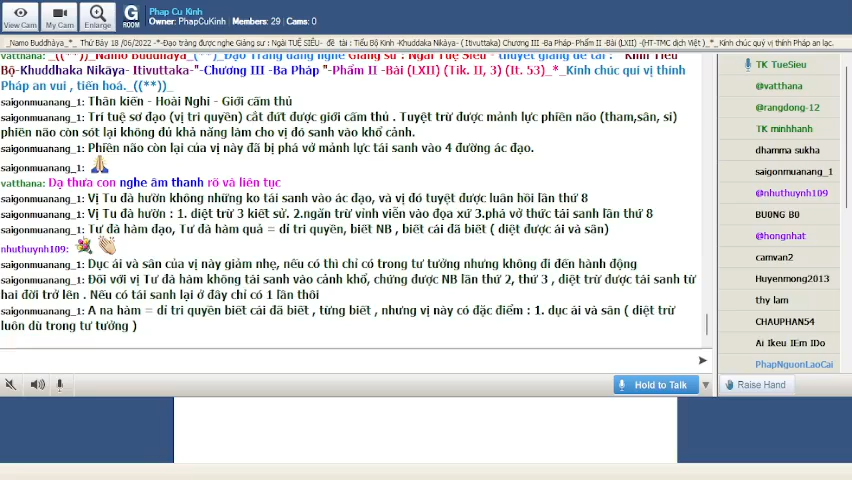 Phap Cu Kinh
Owner: PhapCuKinh Members: 29 | Cams: 0
View Cam
My Cam
Enlarge
G
ROOM
_Namo Buddhâya_*_ Thứ Bảy 18 /06/2022 -*-Đạo tràng được nghe Giảng sư : Ngài TUỆ SIÊU- đề tài : Tiểu Bộ Kinh -Khuddaka Nikâya- ( Itivuttaka) Chương III -Ba Pháp- Phẩm II -Bài (LXII) -(HT-TMC dịch Việt )_*_ Kính chúc quý vị thính Pháp an lạc.
Bộ-Khuddhaka Nikāya- Itivuttaka-"-Chương III -Ba Pháp "-Phẩm II -Bài (LXII) (Tik. II, 3) (It. 53)_*_Kính chúc quí vị thính
Pháp an vui , tiến hoá._((**))_
saigonmuanang_1: Thân kiến - Hoài Nghi - Giới cấm thủ
saigonmuanang_1: Trí tuệ sơ đạo (vị tri quyền) cắt đứt được giới cấm thủ . Tuyệt trừ được mảnh lực phiền não (tham,sân, si)
phiền não còn sót lại không đủ khả năng làm cho vị đó sanh vào khổ cảnh.
saigonmuanang_1: Phiền não còn lại của vị này đã bị phá vỡ mảnh lực tái sanh vào 4 đường ác đạo.
saigonmuanang_1:
vatthana: Dạ thưa con nghe âm thanh rõ và liên tục
saigonmuanang_1: Vị Tu đà hườn không những ko tái sanh vào ác đạo, và vị đó tuyệt được luân hồi lần thứ 8
saigonmuanang_1: Vị Tu đà hườn : 1. diệt trừ 3 kiết sử. 2.ngăn trừ vĩnh viễn vào đọa xứ 3.phá vỡ thức tái sanh lần thứ 8
saigonmuanang_1: Tư đà hàm đạo, Tư đà hàm quả = dĩ tri quyền, biết NB , biết cái đã biết ( diệt được ái và sân)
nhuthuynh109:
saigonmuanang_1: Dục ái và sân của vị này giảm nhẹ, nếu có thì chỉ có trong tư tưởng nhưng không đi đến hành động
saigonmuanang_1: Đối với vị Tư đà hàm không tái sanh vào cảnh khổ, chứng được NB lần thứ 2, thứ 3 , diệt trừ được tái sanh từ
hai đời trở lên . Nếu có tái sanh lại ở đây chỉ có 1 lần thôi
saigonmuanang_1: A na hàm = dĩ tri quyền biết cái đã biết , từng biết , nhưng vị này có đặc điểm : 1. dục ái và sân ( diệt trừ
luôn dù trong tư tưởng )
Hold to Talk
Raise Hand
TK TueSieu
@vatthana
@rangdong-12
TK minhhanh
dhamma sukha
saigonmuanang_1
@nhuthuynh109
BUONG B0
@hongnhat
camvan2
Huyenmong2013
thy lam
CHAUPHAN54
Ai Ikeu IEm IDo
PhapNguonLaoCai